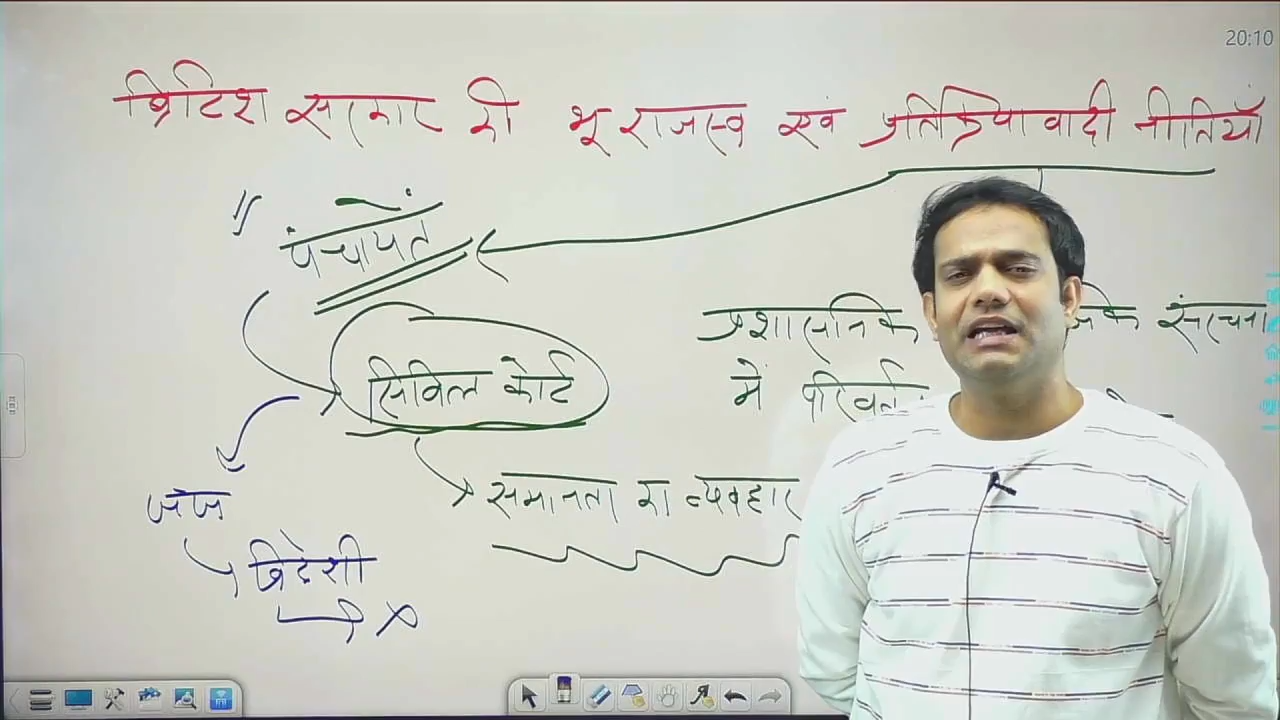 20:10
ब्रिटिश सरकार की भू राजस्व एवं प्रतिक्रियावादी नीतियाँ
पंचायतें
प्रशासनिक संरचना
में परिवर्तन
सिविल कोर्ट
समानता का व्यवहार
जज
विदेशी